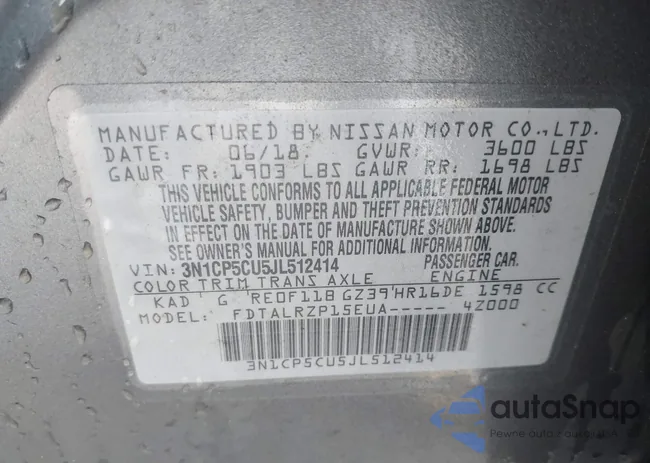 MANUFACTURED BY NISSAN MOTOR CO., LTD.
DATE: 06/18 GVWR: 3600 LBS
GAWR FR: 1903 LBS GAWR RR: 1698 LBS
THIS VEHICLE CONFORMS TO ALL APPLICABLE FEDERAL MOTOR
VEHICLE SAFETY, BUMPER AND THEFT PREVENTION STANDARDS
IN EFFECT ON THE DATE OF MANUFACTURE SHOWN ABOVE.
SEE OWNER'S MANUAL FOR ADDITIONAL INFORMATION.
VIN: 3N1CP5CU5JL512414 PASSENGER CAR.
COLOR TRIM TRANS AXLE ENGINE
KAD G RE0F11B GZ39 HR16DE 1598 CC
MODEL: FDTALRZP15EUA----- 4Z000
3N1CP5CU5JL512414
autoSnap
Pewne auto z USA